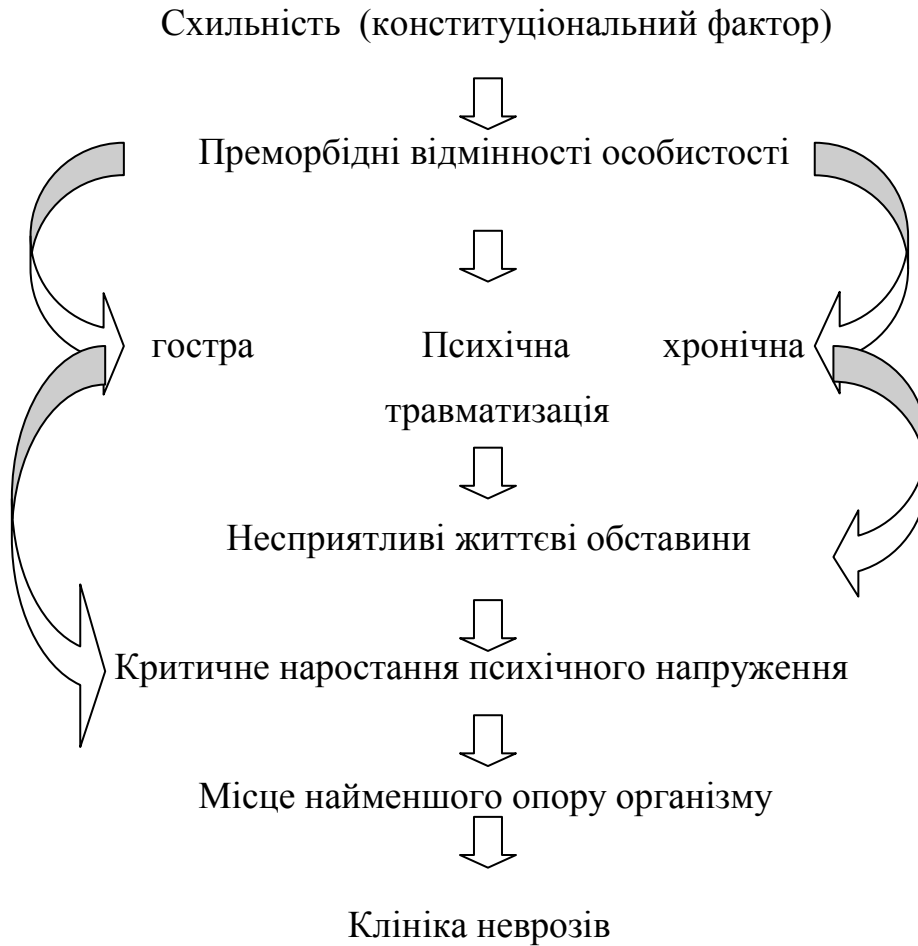 Схильність (конституціональний фактор)
Преморбідні відмінності особистості
гостра Психічна хронічна
травматизація
Несприятливі життєві обставини
Критичне наростання психічного напруження
Місце найменшого опору організму
Клініка неврозів